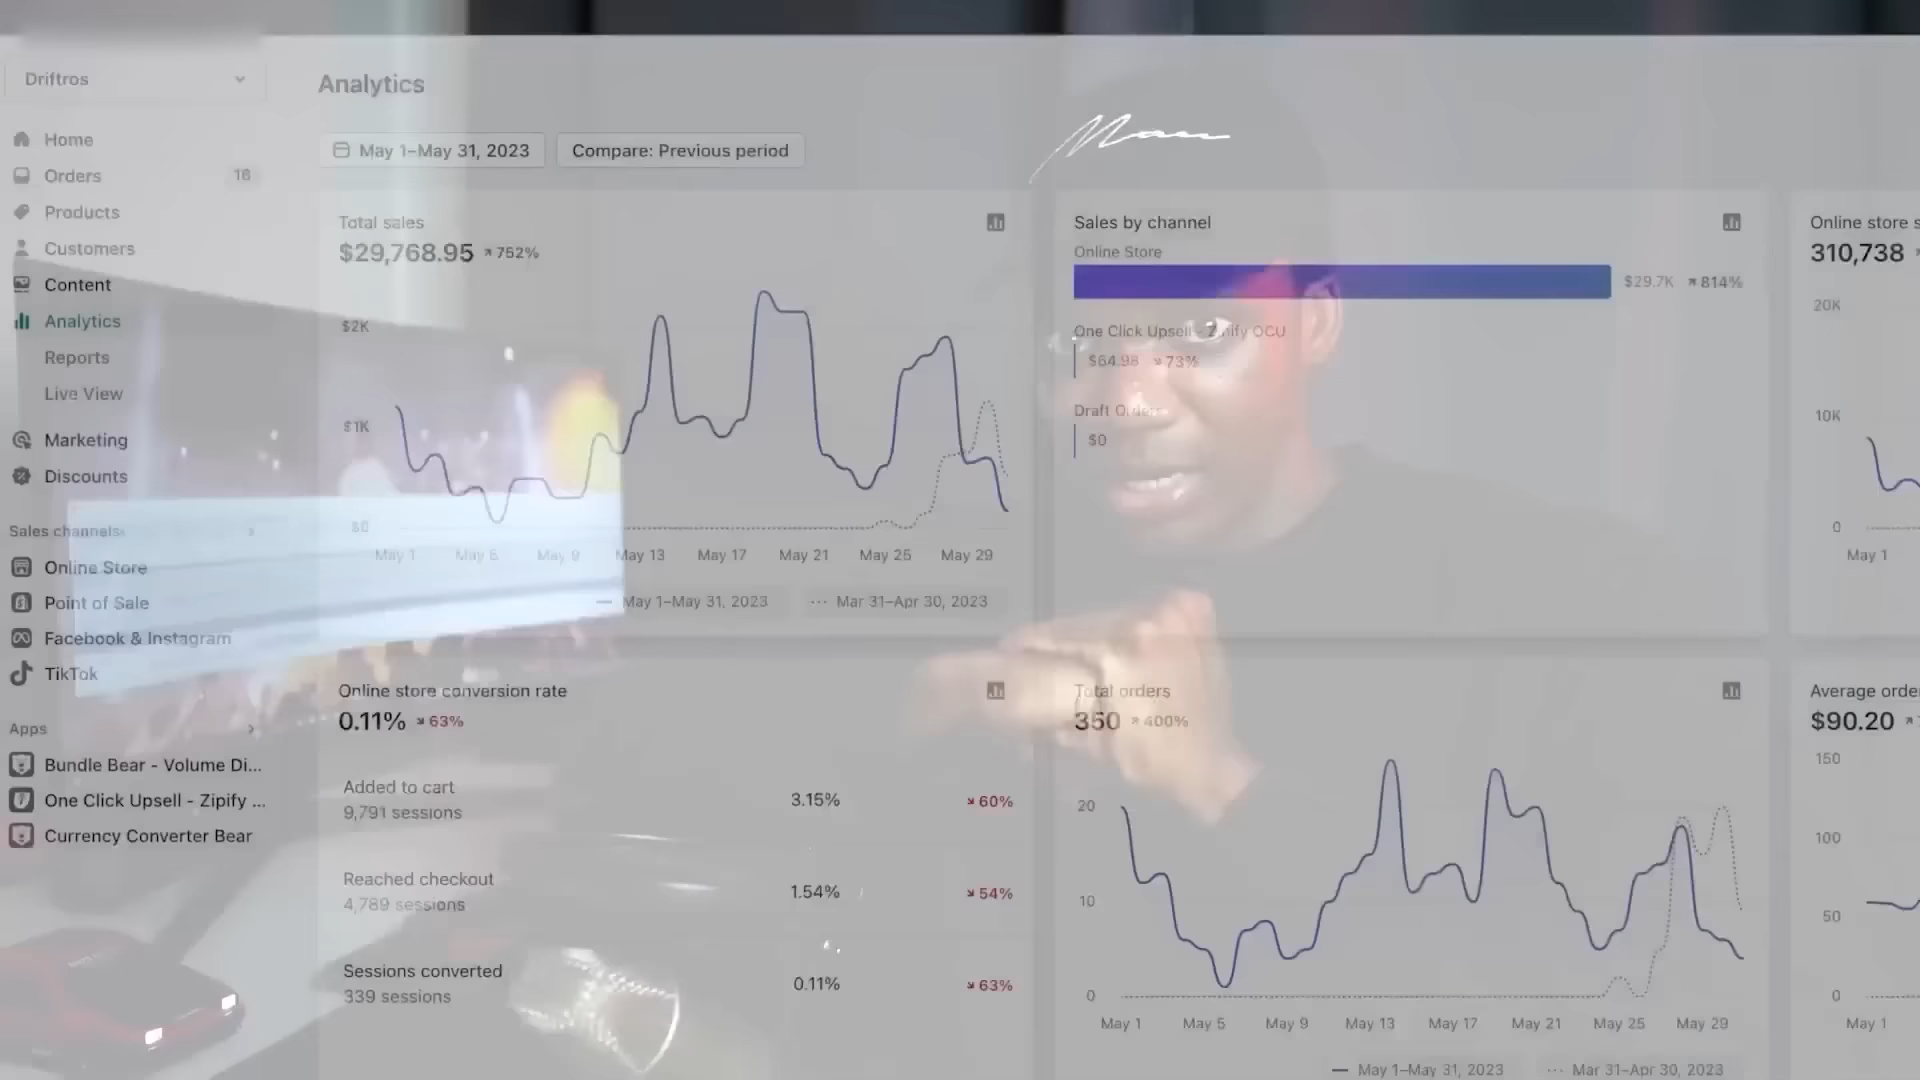 Driftros
Home
Orders 16
Products
Customers
Content
Analytics
Reports
Live View
Marketing
Discounts
Sales channels
Online Store
Point of Sale
Facebook & Instagram
TikTok
Apps
Bundle Bear - Volume Di...
One Click Upsell - Zipify ...
Currency Converter Bear
Analytics
May 1–May 31, 2023 Compare: Previous period
Total sales
$29,768.95 752%
$2K
$1K
$0
May 1 May 5 May 9 May 13 May 17 May 21 May 25 May 29
May 1–May 31, 2023 Mar 31–Apr 30, 2023
Sales by channel
Online Store
$29.7K 814%
One Click Upsell - Zipify OCU
$64.98 73%
Draft Orders
$0
Online store s
310,738
20K
10K
0
May 1
Online store conversion rate
0.11% 63%
Added to cart
9,791 sessions
3.15% 60%
Reached checkout
4,789 sessions
1.54% 54%
Sessions converted
339 sessions
0.11% 63%
Total orders
350 400%
20
10
0
May 1 May 5 May 9 May 13 May 17 May 21 May 25 May 29
May 1–May 31, 2023 Mar 31–Apr 30, 2023
Average orde
$90.20
150
100
50
0
May 1